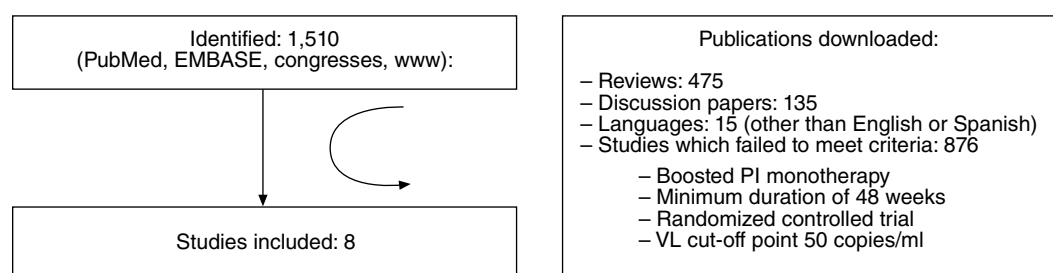 Identified: 1,510
(PubMed, EMBASE, congresses, www):
Studies included: 8
Publications downloaded:
– Reviews: 475
– Discussion papers: 135
– Languages: 15 (other than English or Spanish)
– Studies which failed to meet criteria: 876
– Boosted PI monotherapy
– Minimum duration of 48 weeks
– Randomized controlled trial
– VL cut-off point 50 copies/ml